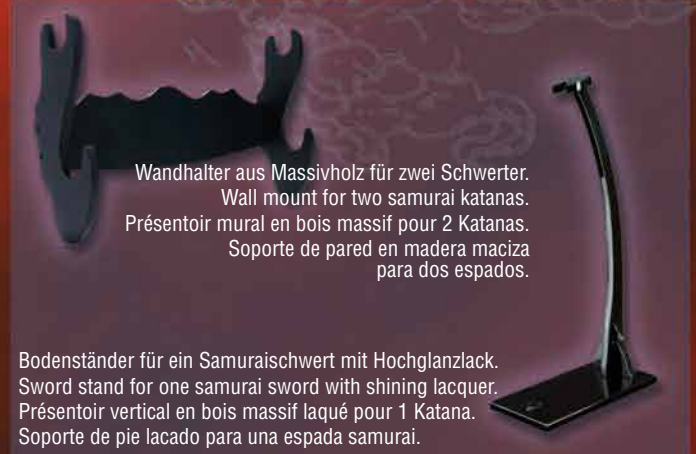 Wandhalter aus Massivholz für zwei Schwerter.
Wall mount for two samurai katanas.
Présentoir mural en bois massif pour 2 Katanas.
Soporte de pared en madera maciza
para dos espados.
Bodenständer für ein Samuraischwert mit Hochglanzlack.
Sword stand for one samurai sword with shining lacquer.
Présentoir vertical en bois massif laqué pour 1 Katana.
Soporte de pie lacado para una espada samurai.